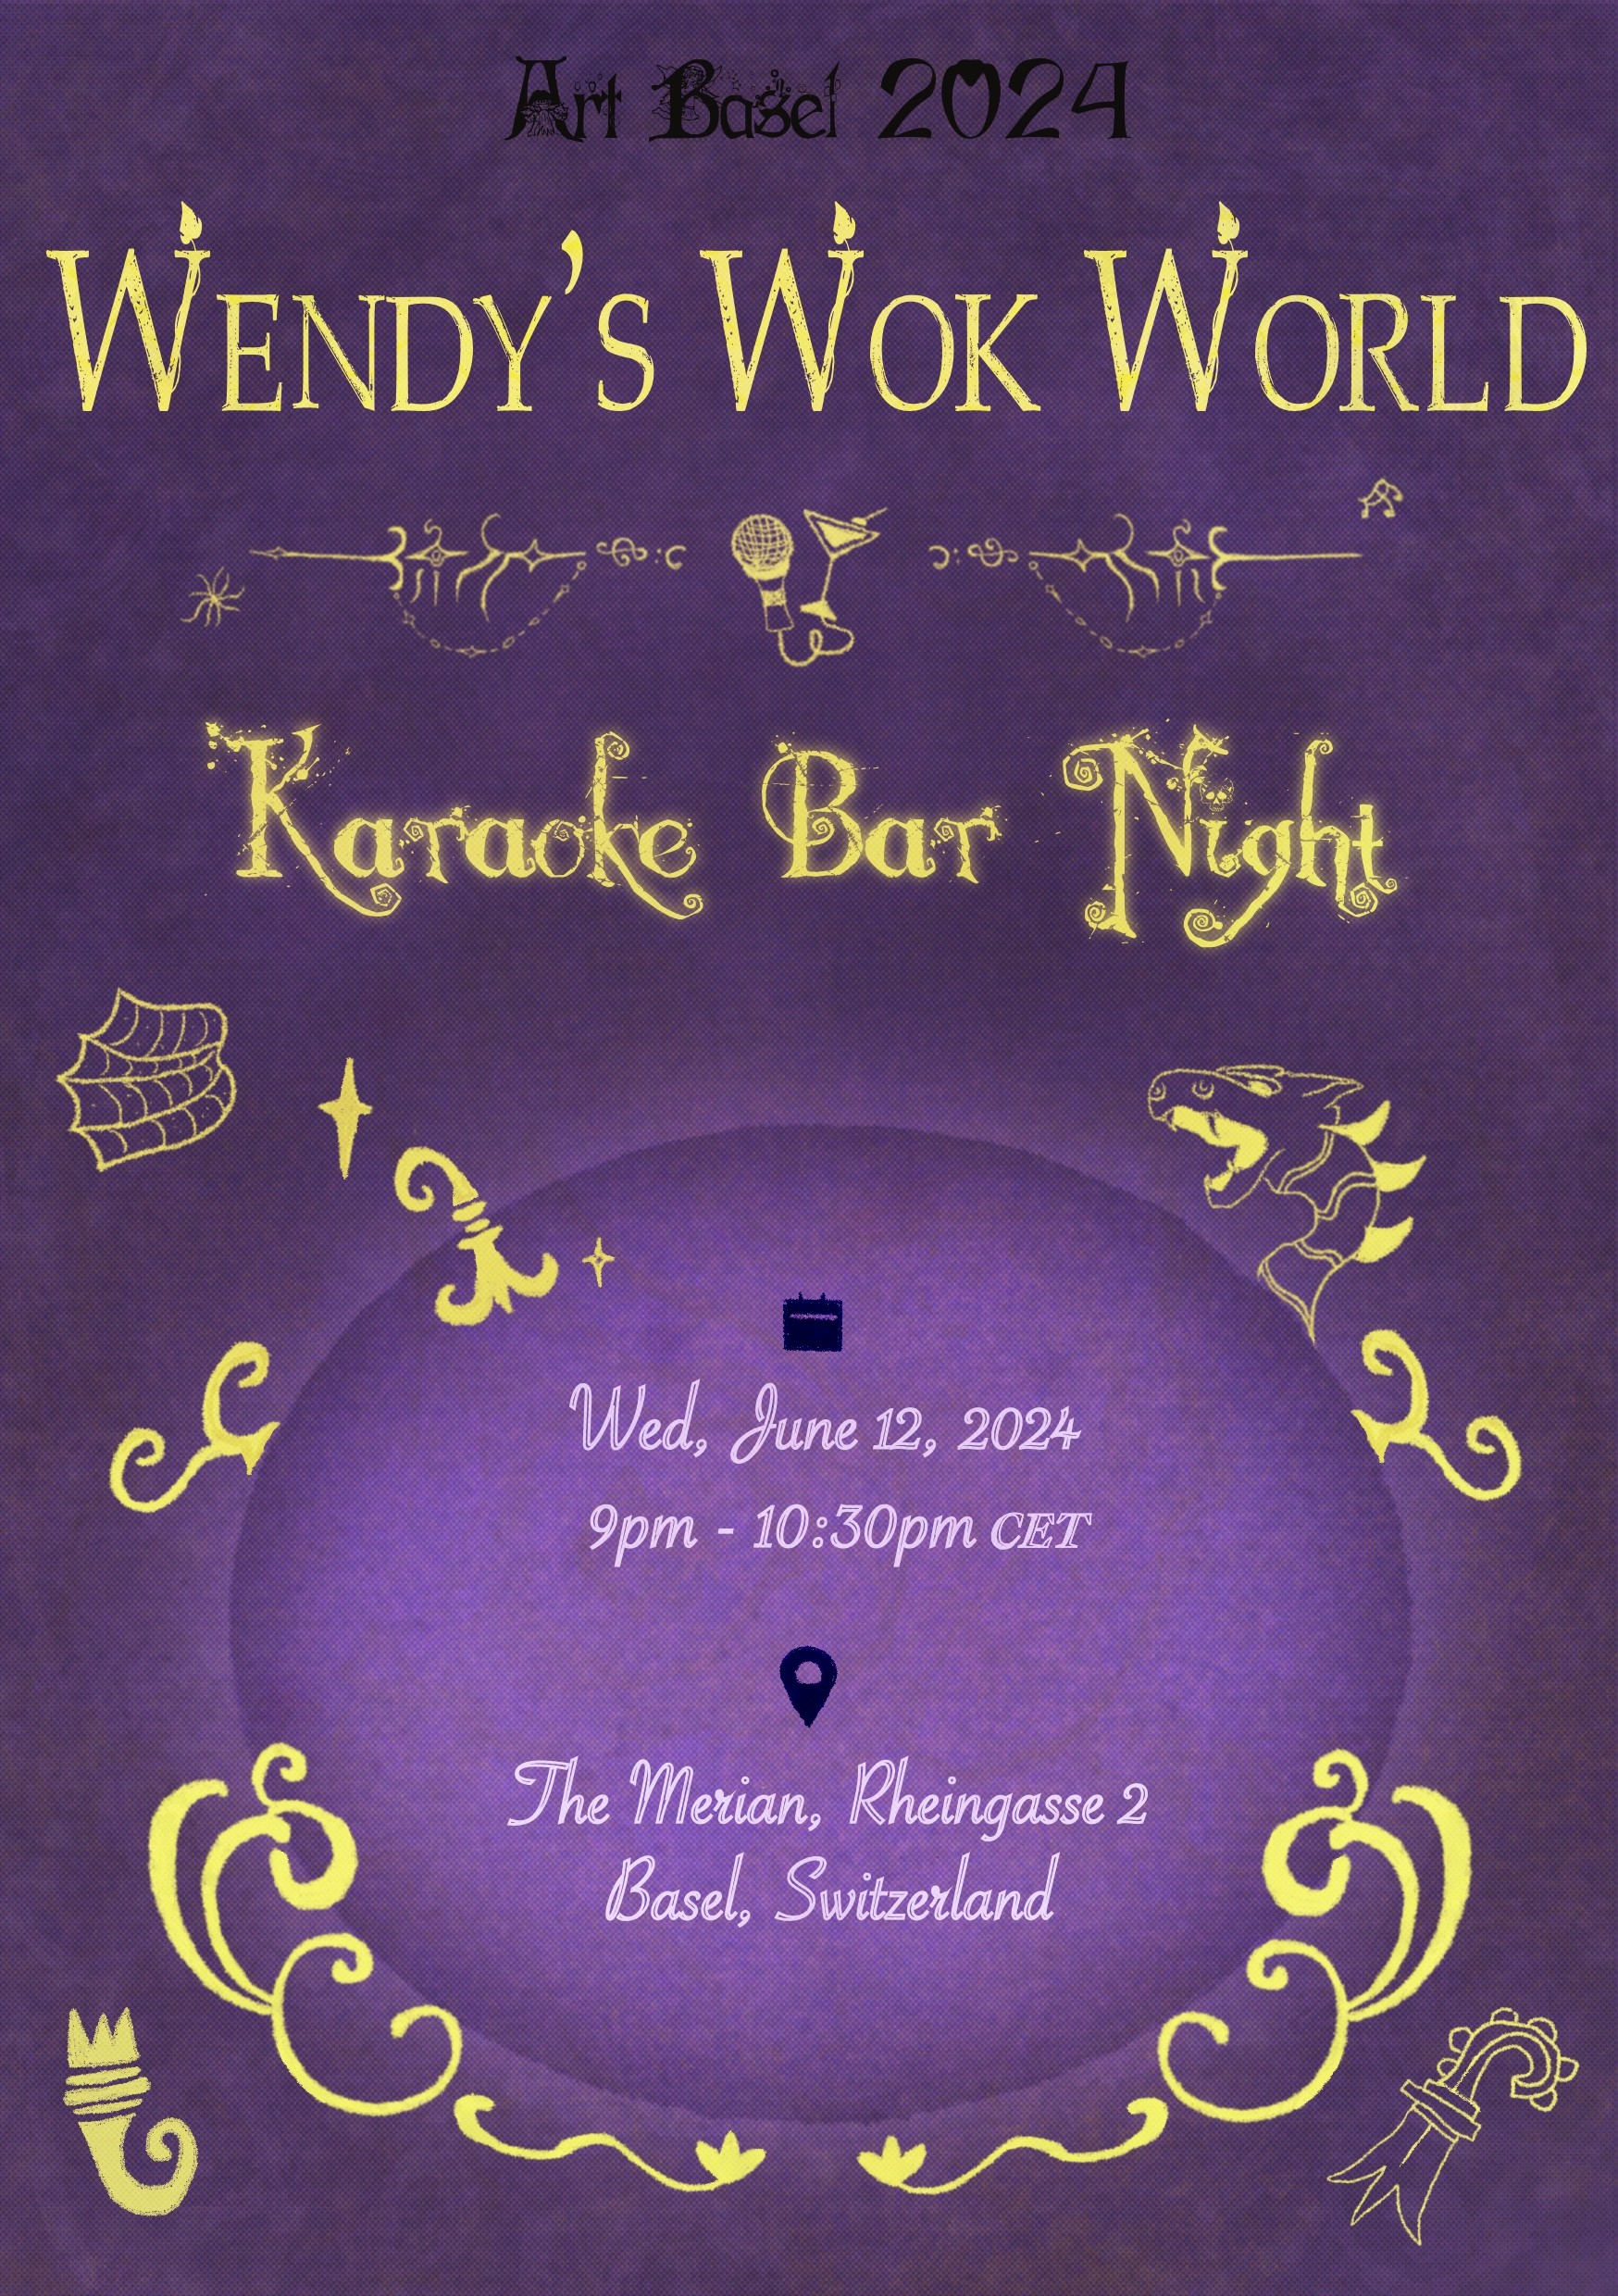 Art Basel 2024
WENDY'S WOK WORLD
Karaoke Bar Night
Wed, June 12, 2024
9pm - 10:30pm CET
The Merian, Rheingasse 2
Basel, Switzerland